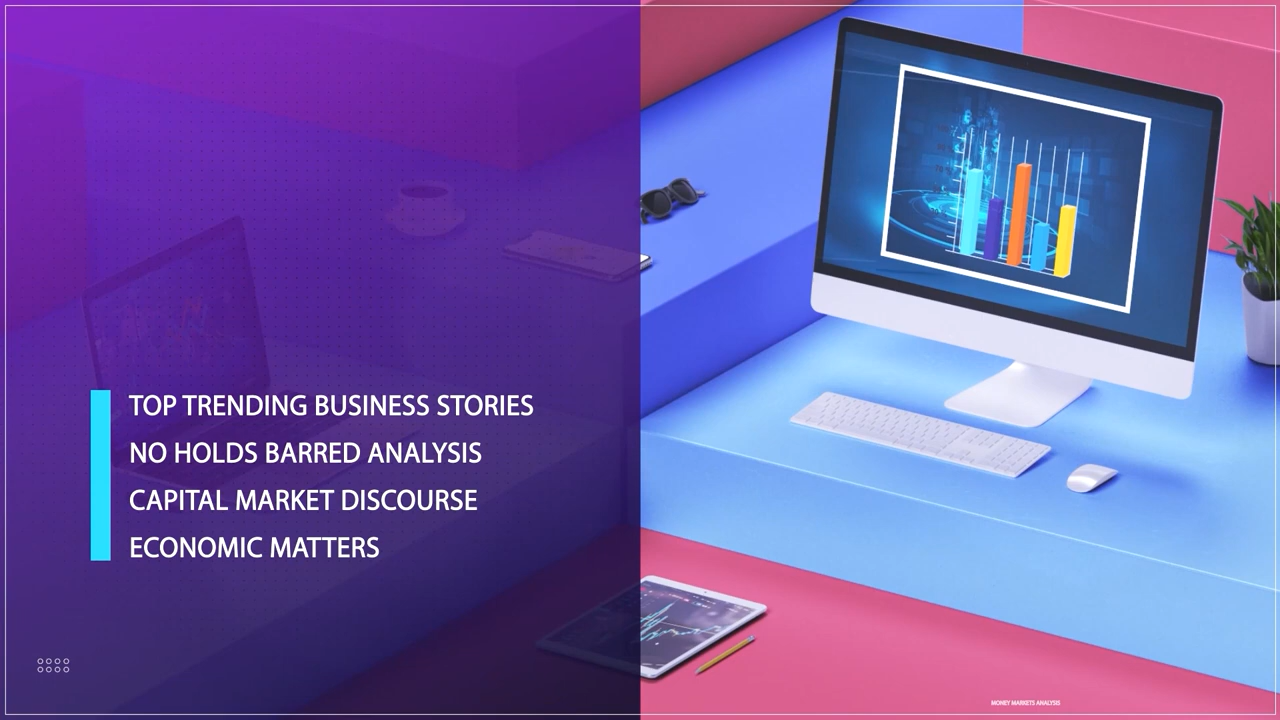 TOP TRENDING BUSINESS STORIES
NO HOLDS BARRED ANALYSIS
CAPITAL MARKET DISCOURSE
ECONOMIC MATTERS
MONEY MARKETS ANALYSIS